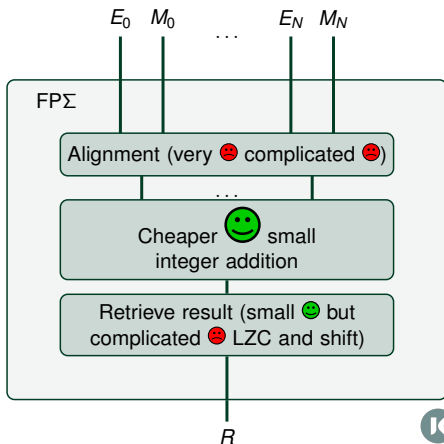 E0 M0 ... EN MN
FPΣ
Alignment (very complicated )
...
Cheaper small
integer addition
Retrieve result (small but
complicated LZC and shift)
R